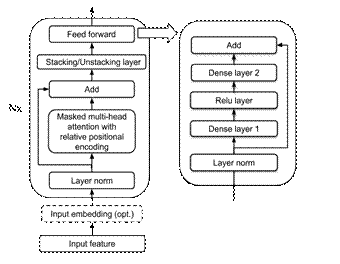 Feed forward
Stacking/Unstacking layer
Add
Masked multi-head
attention with
relative positional
encoding
Layer norm
Input embedding (opt.)
Input feature
Nx
Add
Dense layer 2
Relu layer
Dense layer 1
Layer norm